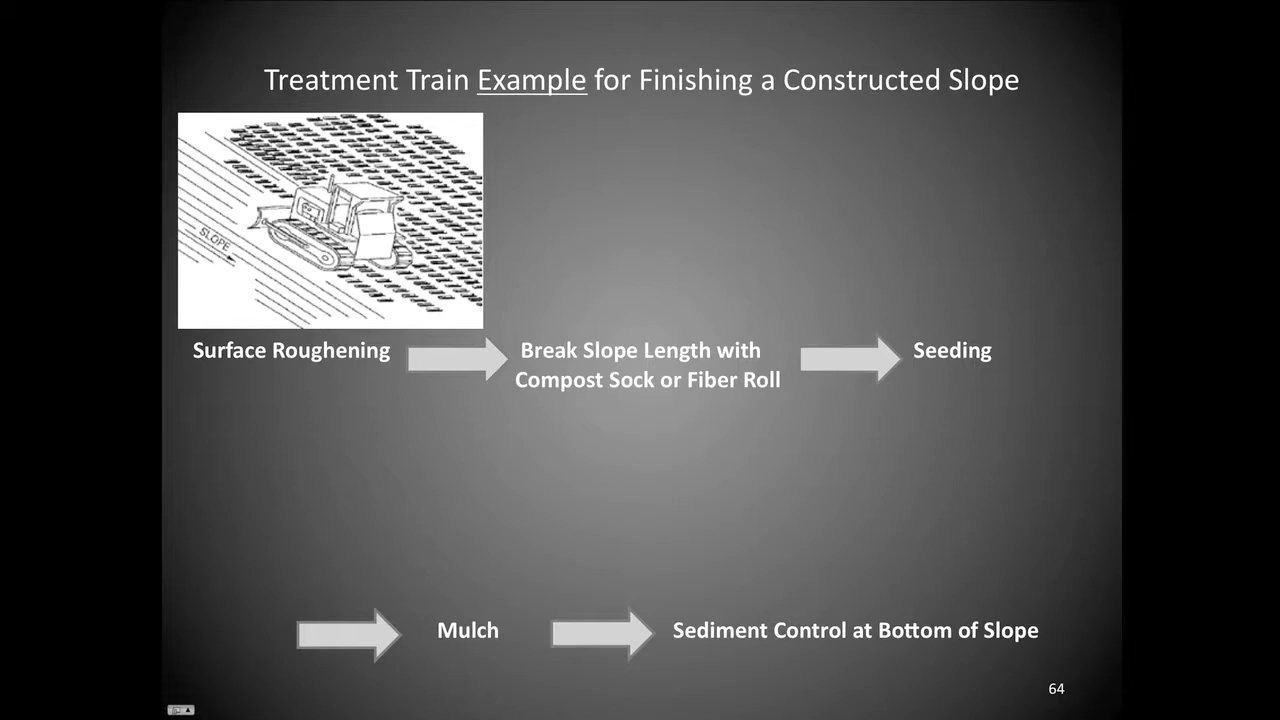 Treatment Train Example for Finishing a Constructed Slope
SLOPE
Surface Roughening
Break Slope Length with
Compost Sock or Fiber Roll
Seeding
Mulch
Sediment Control at Bottom of Slope
64